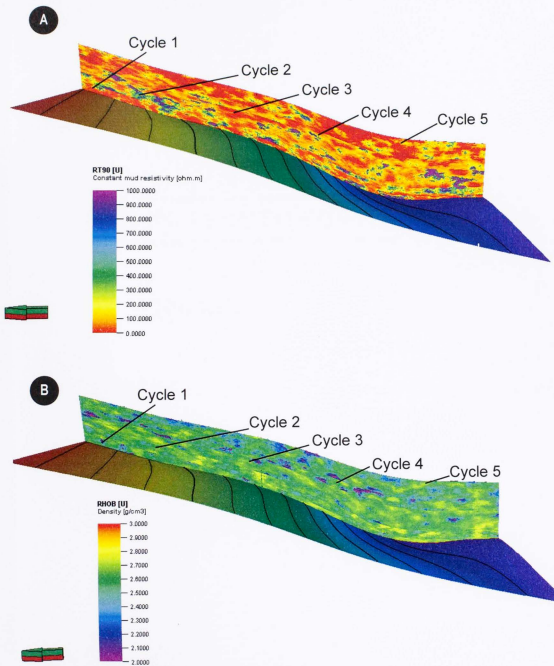 A
Cycle 1
Cycle 2
Cycle 3
Cycle 4
Cycle 5
RT90 [U]
Constant mud resistivity [ohm.m]
1000.0000
900.0000
800.0000
700.0000
600.0000
500.0000
400.0000
300.0000
200.0000
100.0000
0.0000
B
Cycle 1
Cycle 2
Cycle 3
Cycle 4
Cycle 5
RHOB [U]
Density [g/cm3]
3.0000
2.9000
2.8000
2.7000
2.6000
2.5000
2.4000
2.3000
2.2000
2.1000
2.0000